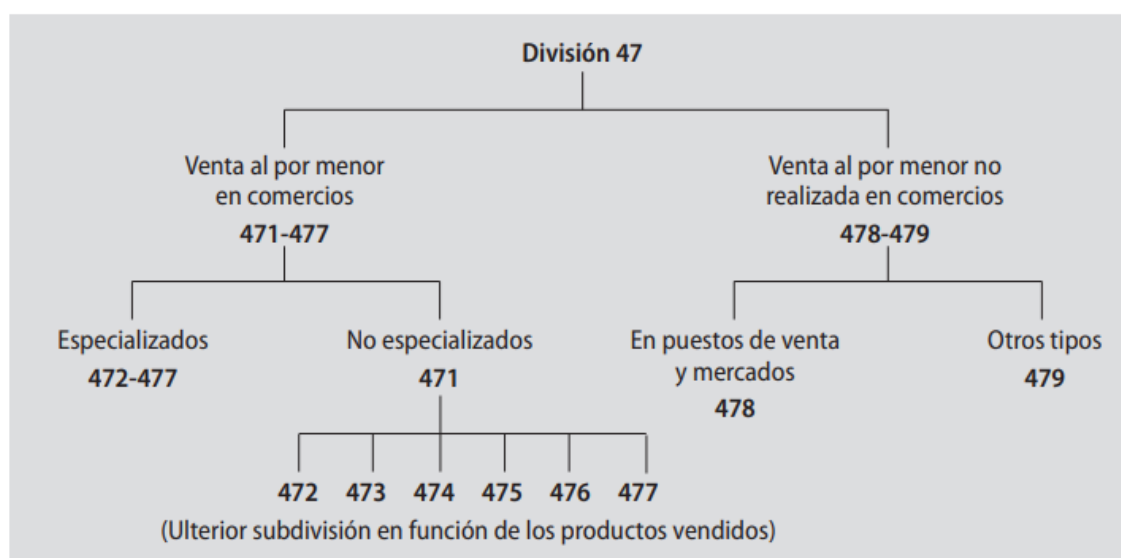 División 47
Venta al por menor
en comercios
471-477
Venta al por menor no
realizada en comercios
478-479
Especializados
472-477
No especializados
471
En puestos de venta
y mercados
478
Otros tipos
479
472 473 474 475 476 477
(Ulterior subdivisión en función de los productos vendidos)